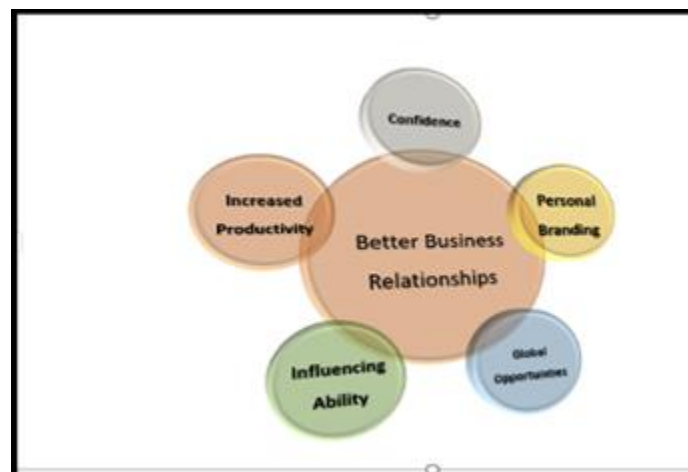 Confidence
Increased
Productivity
Personal
Branding
Better Business
Relationships
Influencing
Ability
Global
Opportunities